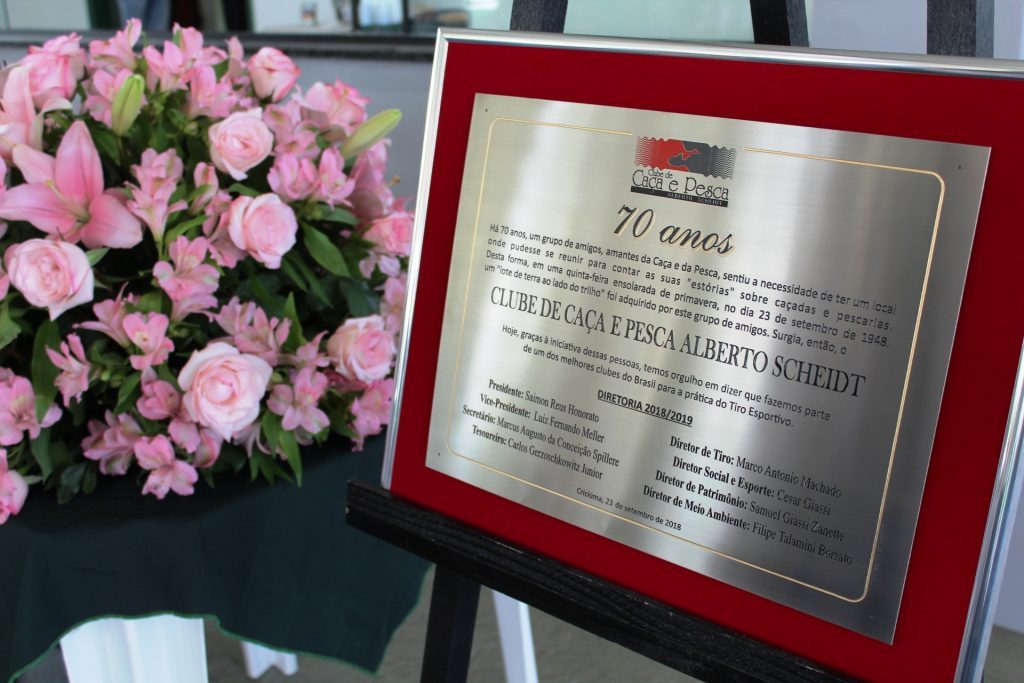 Clube de
Caça e Pesca
ALBERTO SCHEIDT
70 anos
Há 70 anos, um grupo de amigos, amantes da Caça e da Pesca, sentiu a necessidade de ter um local
onde pudesse se reunir para contar as suas "estórias" sobre caçadas e pescarias.
Desta forma, em uma quinta-feira ensolarada de primavera, no dia 23 de setembro de 1948,
um "lote de terra ao lado do trilho" foi adquirido por este grupo de amigos. Surgia, então, o
CLUBE DE CAÇA E PESCA ALBERTO SCHEIDT
Hoje, graças à iniciativa dessas pessoas, temos orgulho em dizer que fazemos parte
de um dos melhores clubes do Brasil para a prática do Tiro Esportivo.
DIRETORIA 2018/2019
Presidente: Saimon Reus Honorato
Vice-Presidente: Luiz Fernando Meller
Secretário: Marcus Augusto da Conceição Spillere
Tesoureiro: Carlos Gerzoschkowitz Junior
Diretor de Tiro: Marco Antonio Machado
Diretor Social e Esporte: Cesar Giassi
Diretor de Patrimônio: Samuel Giassi Zanette
Diretor de Meio Ambiente: Filipe Talamini Borsato
Criciúma, 23 de setembro de 2018